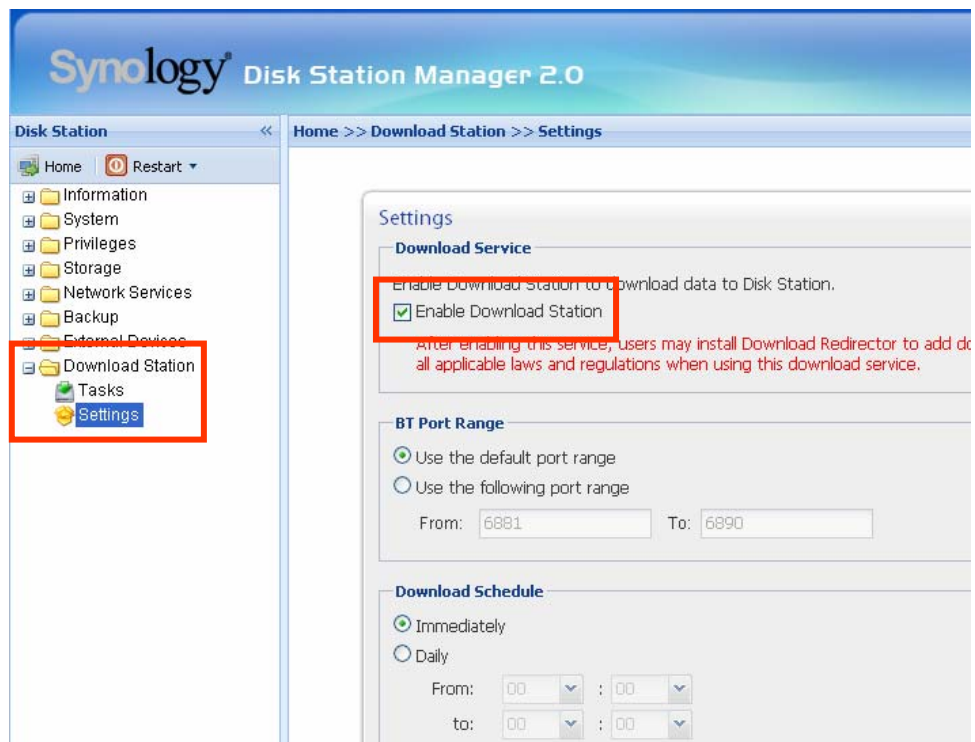 Synology Disk Station Manager 2.0
Disk Station «
Home >> Download Station >> Settings
Home Restart
Information
System
Privileges
Storage
Network Services
Backup
External Devices
Download Station
Tasks
Settings
Settings
Download Service
Enable Download Station to download data to Disk Station.
Enable Download Station
After enabling this service, users may install Download Redirector to add do
all applicable laws and regulations when using this download service.
BT Port Range
Use the default port range
Use the following port range
From: 6881 To: 6890
Download Schedule
Immediately
Daily
From: 00 : 00
to: 00 : 00